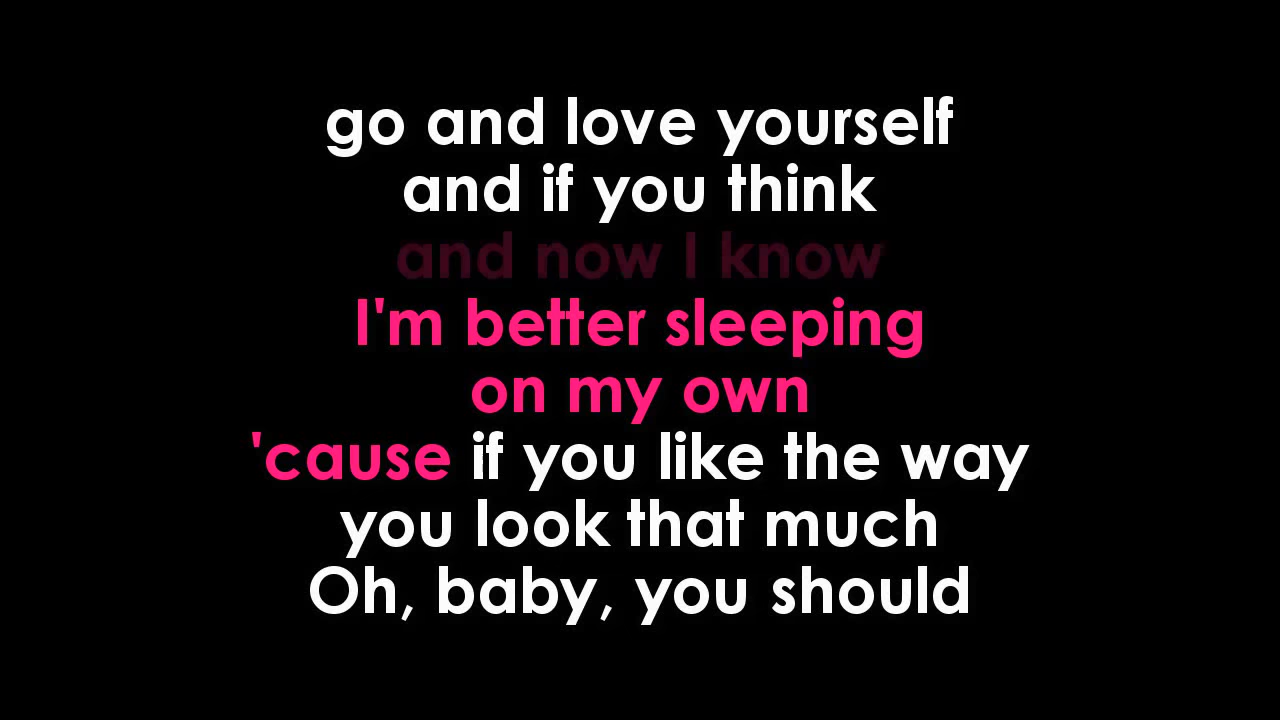 go and love yourself
and if you think
and now I know
I'm better sleeping
on my own
'cause if you like the way
you look that much
Oh, baby, you should